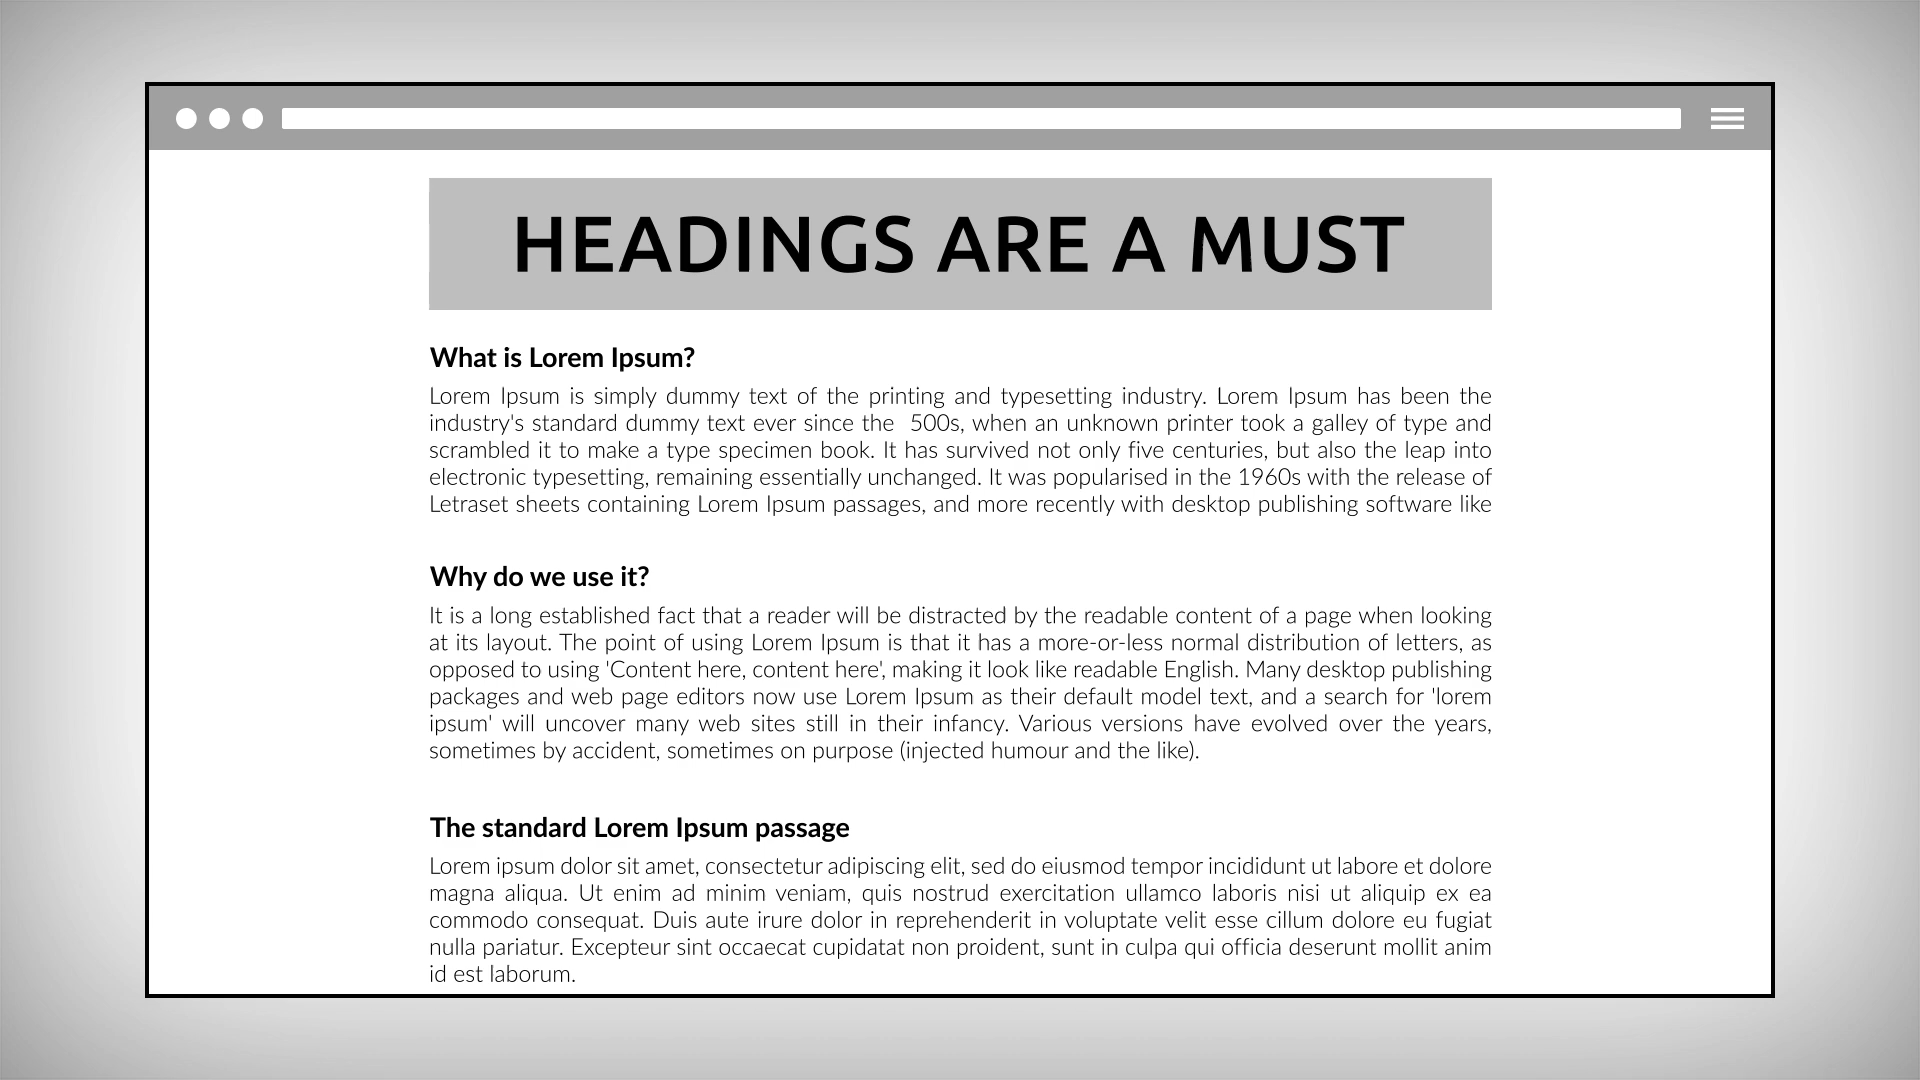 HEADINGS ARE A MUST
What is Lorem Ipsum?
Lorem Ipsum is simply dummy text of the printing and typesetting industry. Lorem Ipsum has been the
industry's standard dummy text ever since the  500s, when an unknown printer took a galley of type and
scrambled it to make a type specimen book. It has survived not only five centuries, but also the leap into
electronic typesetting, remaining essentially unchanged. It was popularised in the 1960s with the release of
Letraset sheets containing Lorem Ipsum passages, and more recently with desktop publishing software like
Why do we use it?
It is a long established fact that a reader will be distracted by the readable content of a page when looking
at its layout. The point of using Lorem Ipsum is that it has a more-or-less normal distribution of letters, as
opposed to using 'Content here, content here', making it look like readable English. Many desktop publishing
packages and web page editors now use Lorem Ipsum as their default model text, and a search for 'lorem
ipsum' will uncover many web sites still in their infancy. Various versions have evolved over the years,
sometimes by accident, sometimes on purpose (injected humour and the like).
The standard Lorem Ipsum passage
Lorem ipsum dolor sit amet, consectetur adipiscing elit, sed do eiusmod tempor incididunt ut labore et dolore
magna aliqua. Ut enim ad minim veniam, quis nostrud exercitation ullamco laboris nisi ut aliquip ex ea
commodo consequat. Duis aute irure dolor in reprehenderit in voluptate velit esse cillum dolore eu fugiat
nulla pariatur. Excepteur sint occaecat cupidatat non proident, sunt in culpa qui officia deserunt mollit anim
id est laborum.